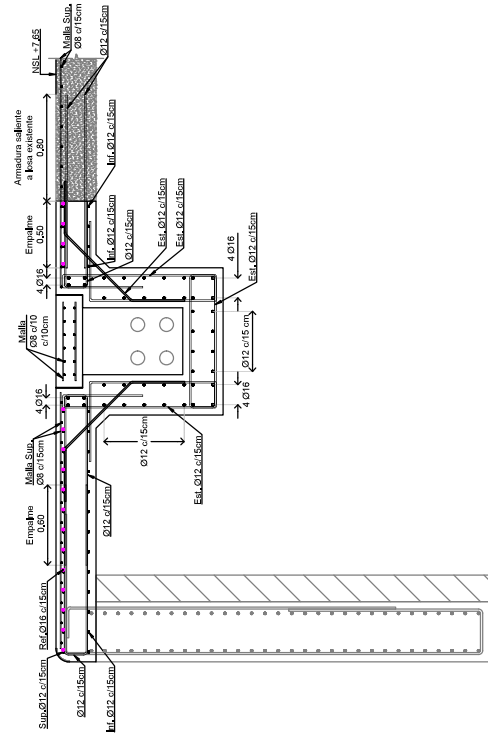 NSL +7.65
Malla Sup.
Ø8 c/15cm
Ø12 c/15cm
Armadura saliente
a losa existente
0,80
Inf. Ø12 c/15cm
Empalme
0,50
Inf. Ø12 c/15cm
Ø12 c/15cm
Est. Ø12 c/15cm
Est. Ø12 c/15cm
4 Ø16
4 Ø16
Est. Ø12 c/15cm
Malla
Ø8 c/10
c/10cm
Ø12 c/15 cm
4 Ø16
4 Ø16
Malla Sup.
Ø8 c/15cm
Ø12 c/15cm
Est. Ø12 c/15cm
Empalme
0,60
Ø12 c/15cm
Ref.Ø16 c/15cm
Sup.Ø12 c/15cm
Ø12 c/15cm
Inf. Ø12 c/15cm